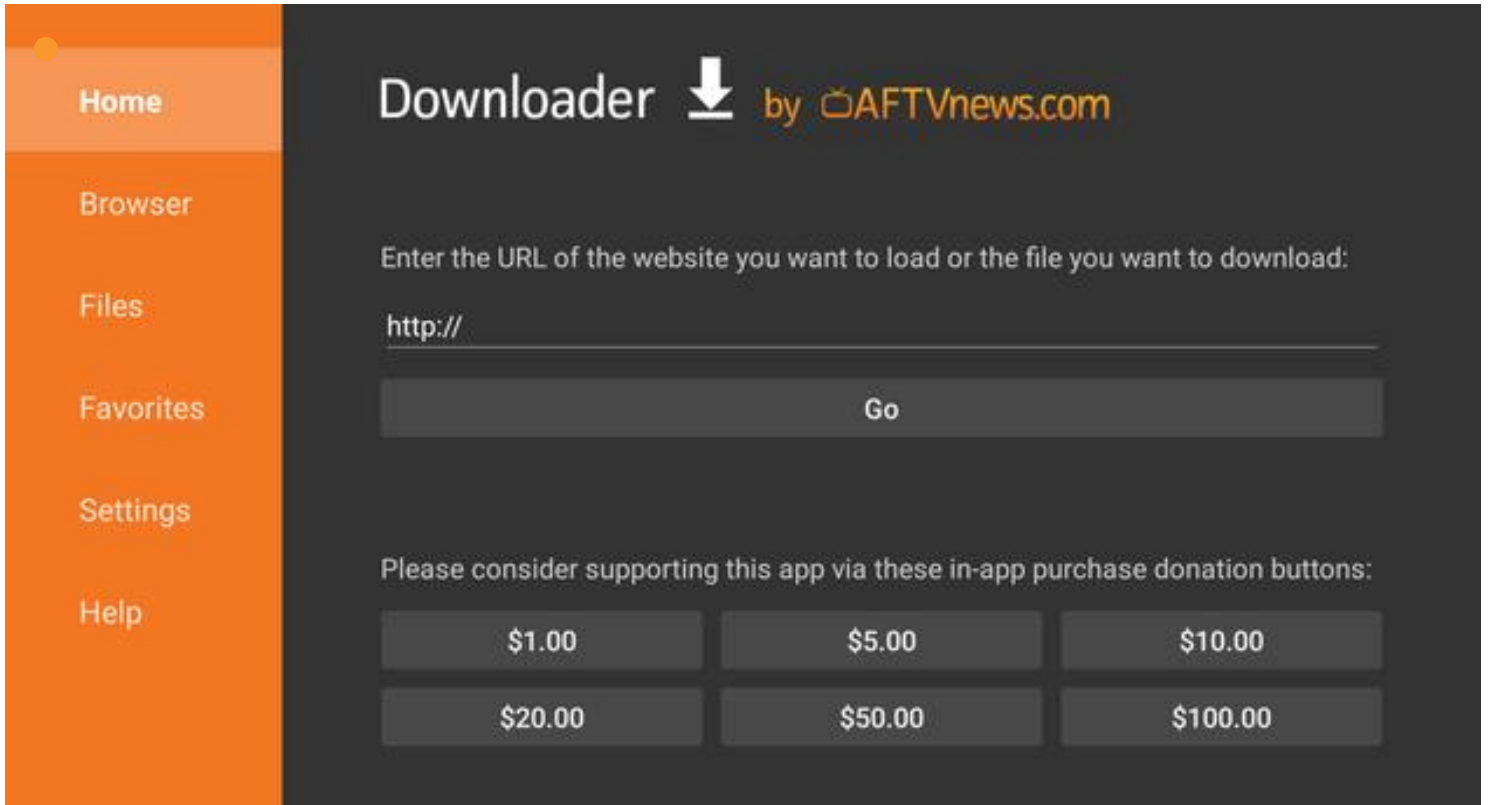 Home
Browser
Files
Favorites
Settings
Help
Downloader by AFTVnews.com
Enter the URL of the website you want to load or the file you want to download:
http://
Go
Please consider supporting this app via these in-app purchase donation buttons:
$1.00 $5.00 $10.00
$20.00 $50.00 $100.00